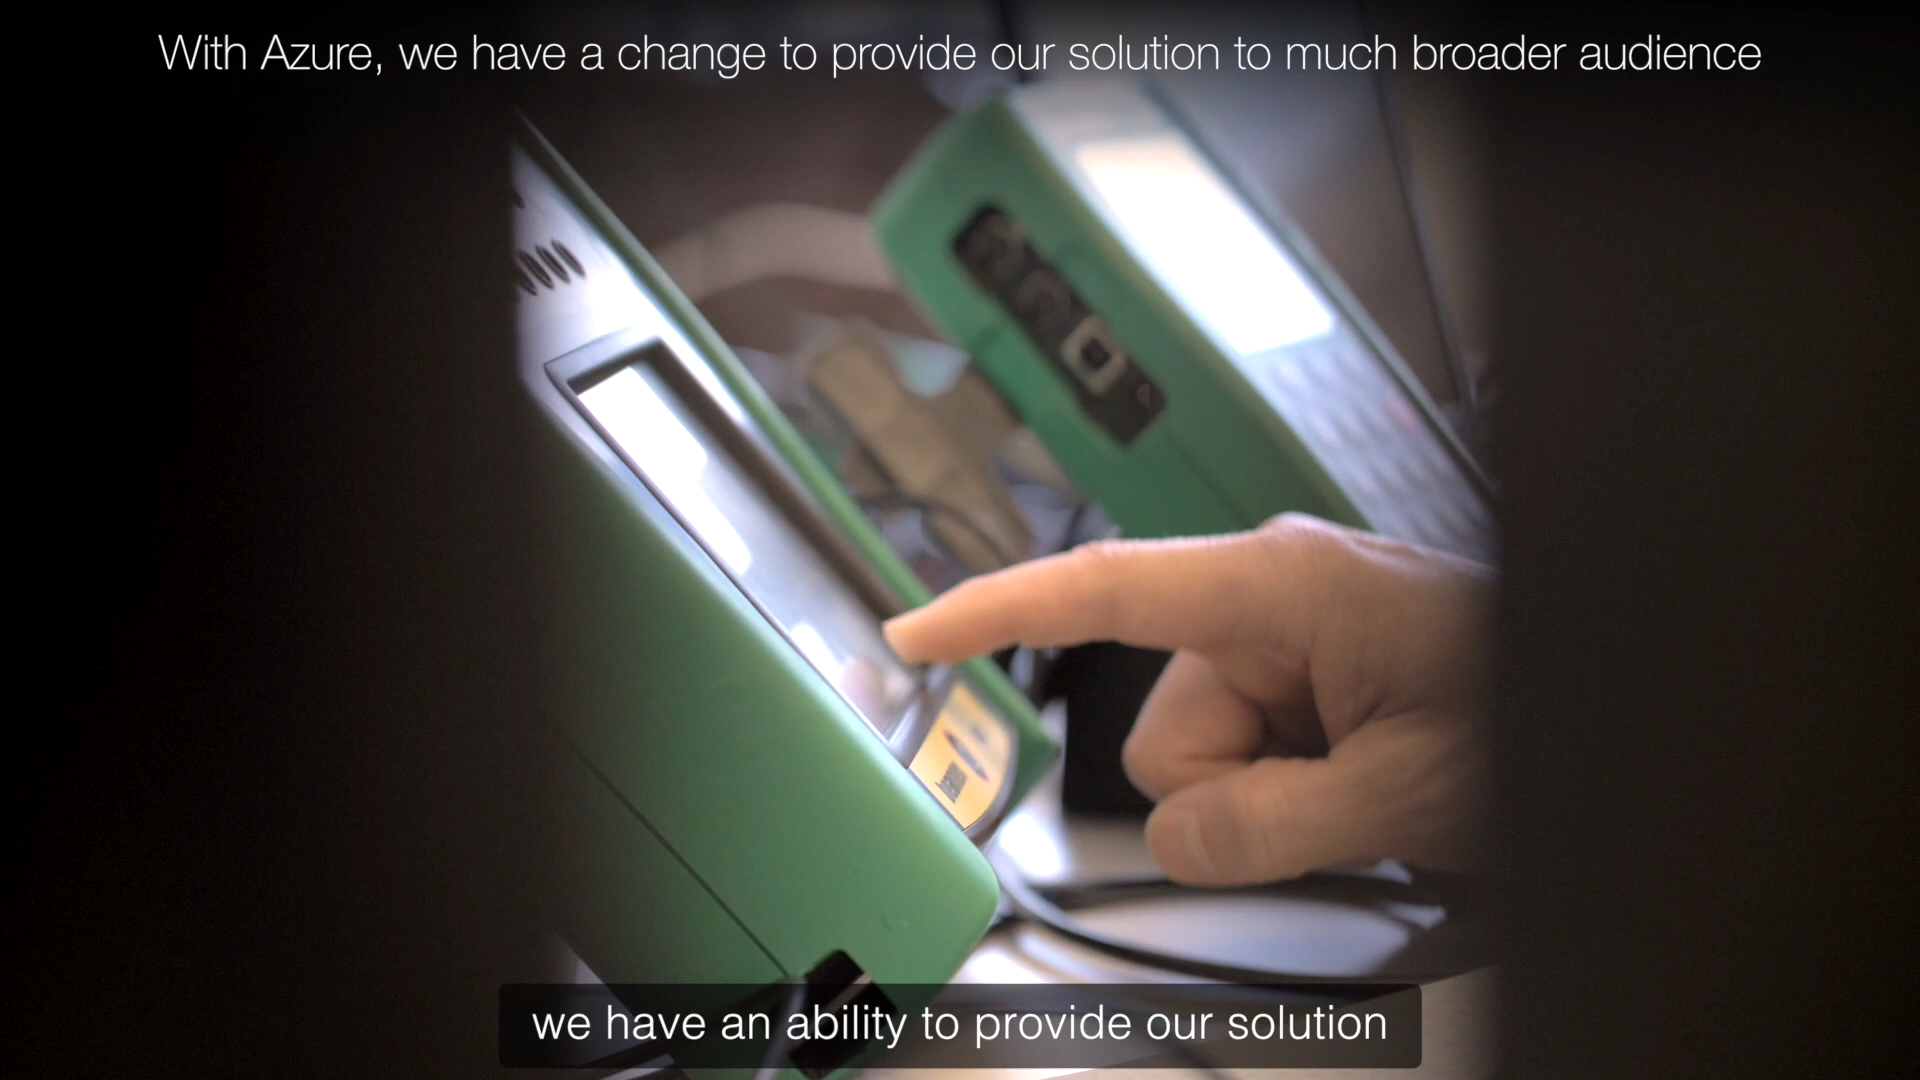 With Azure, we have a change to provide our solution to much broader audience
we have an ability to provide our solution